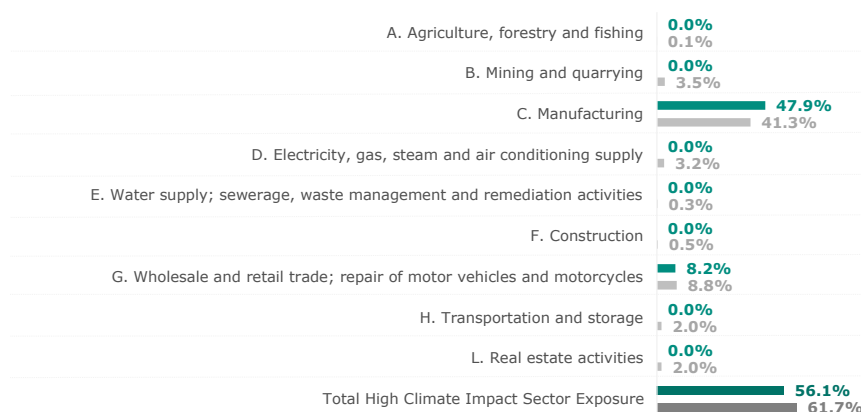 A. Agriculture, forestry and fishing
0.0%
0.1%
B. Mining and quarrying
0.0%
3.5%
C. Manufacturing
47.9%
41.3%
D. Electricity, gas, steam and air conditioning supply
0.0%
3.2%
E. Water supply; sewerage, waste management and remediation activities
0.0%
0.3%
F. Construction
0.0%
0.5%
G. Wholesale and retail trade; repair of motor vehicles and motorcycles
8.2%
8.8%
H. Transportation and storage
0.0%
2.0%
L. Real estate activities
0.0%
2.0%
Total High Climate Impact Sector Exposure
56.1%
61.7%